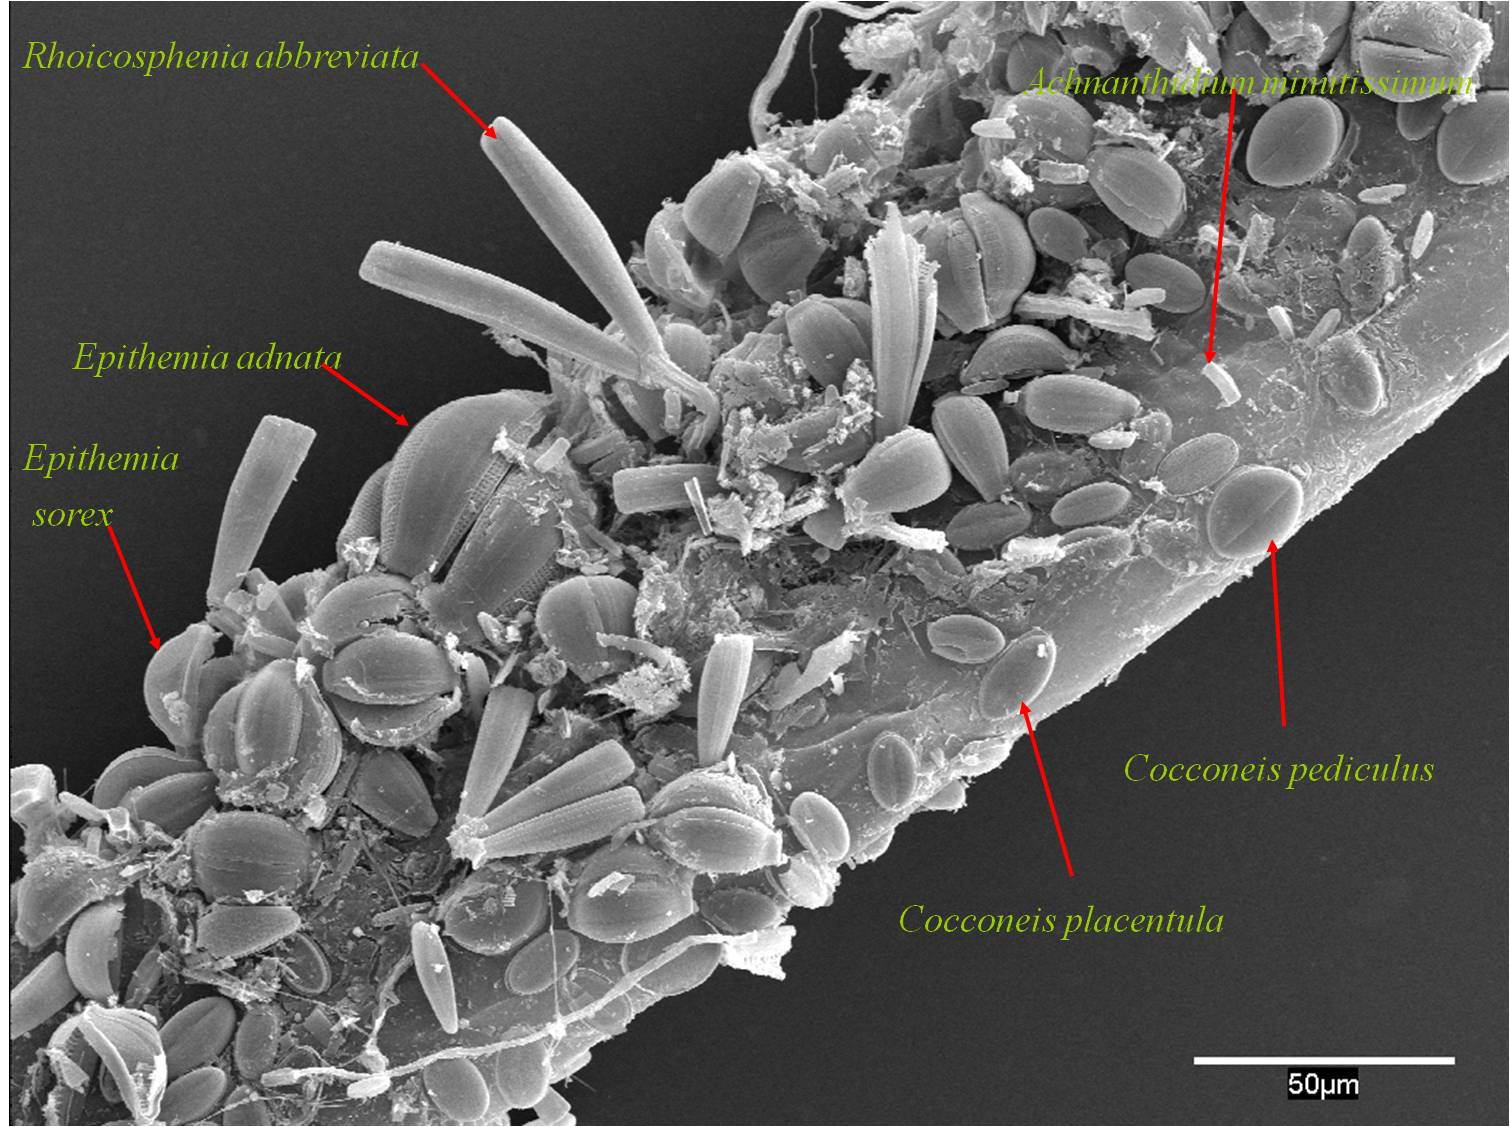 Rhoicosphenia abbreviata
Achnanthidium minutissimum
Epithemia adnata
Epithemia
sorex
Cocconeis pediculus
Cocconeis placentula
50µm